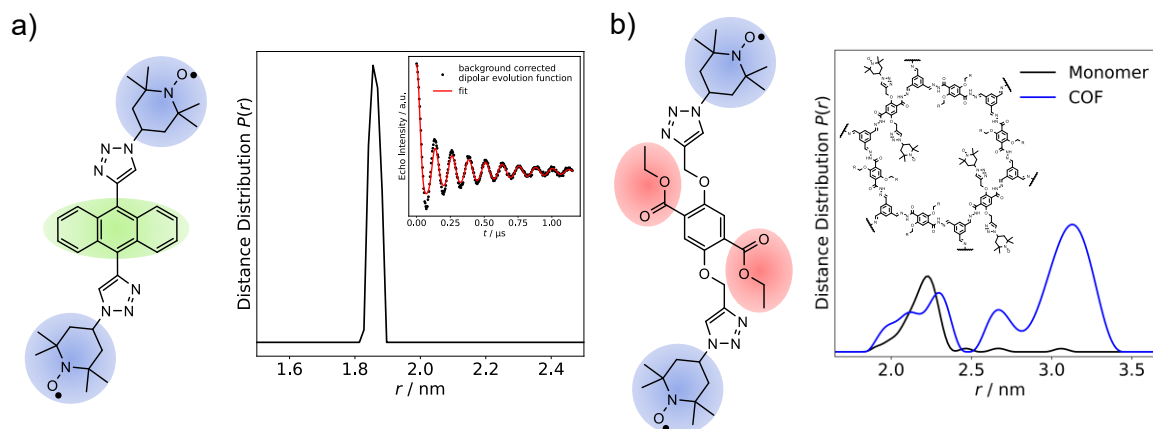 a)
O•
N
N
N
N
N
N
N
N
O
Distance Distribution P(r)
Echo Intensity / a.u.
background corrected
dipolar evolution function
fit
0.00 0.25 0.50 0.75 1.00
t / µs
1.6 1.8 2.0 2.2 2.4
r / nm
b)
O•
N
N
N
N
O
O
O
O
O
O
N
N
N
N
O
Distance Distribution P(r)
Monomer
COF
2.0 2.5 3.0 3.5
r / nm